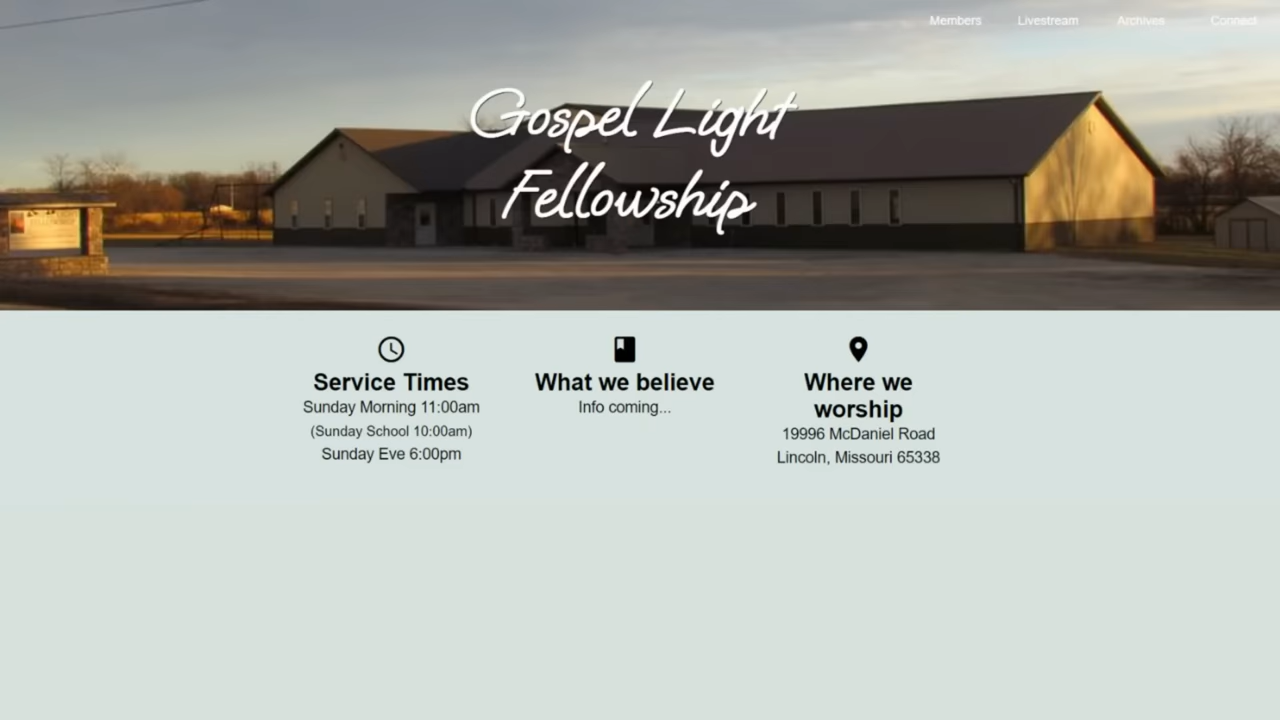 Members Livestream Archives Connect
Gospel Light
Fellowship
Service Times
Sunday Morning 11:00am
(Sunday School 10:00am)
Sunday Eve 6:00pm
What we believe
Info coming...
Where we
worship
19996 McDaniel Road
Lincoln, Missouri 65338